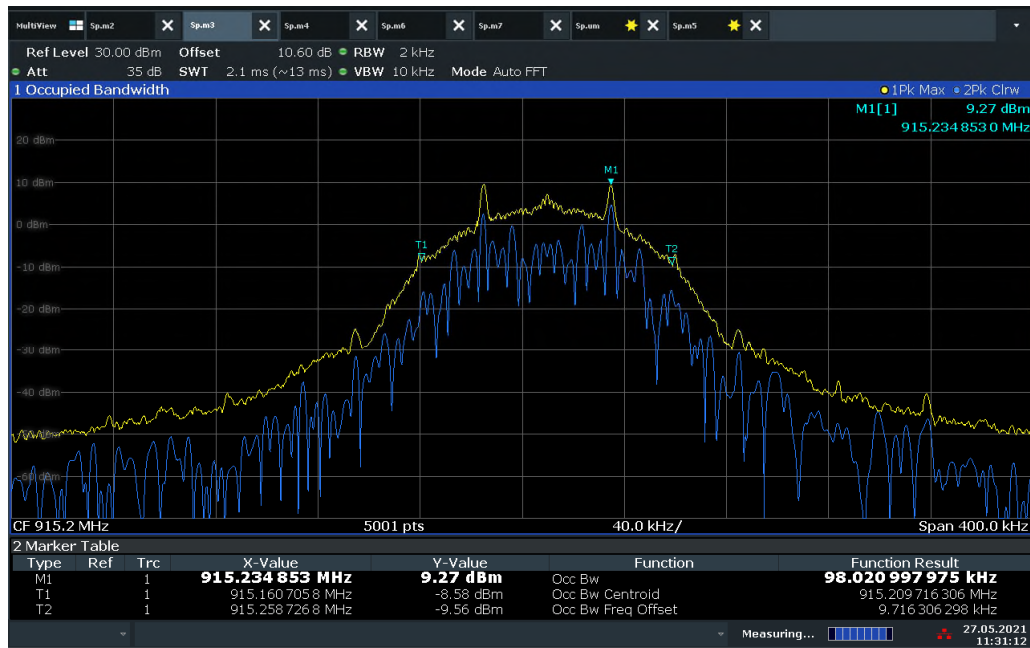 MultiView Sp.m2 Sp.m3 Sp.m4 Sp.m6 Sp.m7 Sp.um Sp.m5
Ref Level 30.00 dBm Offset 10.60 dB RBW 2 kHz
Att 35 dB SWT 2.1 ms (~13 ms) VBW 10 kHz Mode Auto FFT
1 Occupied Bandwidth 1Pk Max 2Pk Clrw
M1[1] 9.27 dBm
915.234 853 0 MHz
20 dBm
M1
10 dBm
0 dBm
T1
T2
-10 dBm
-20 dBm
-30 dBm
-40 dBm
-60 dBm
CF 915.2 MHz 5001 pts 40.0 kHz/ Span 400.0 kHz
2 Marker Table
Type Ref Trc X-Value Y-Value Function Function Result
M1 1 915.234 853 MHz 9.27 dBm Occ Bw 98.020 997 975 kHz
T1 1 915.160 705 8 MHz -8.58 dBm Occ Bw Centroid 915.209 716 306 MHz
T2 1 915.258 726 8 MHz -9.56 dBm Occ Bw Freq Offset 9.716 306 298 kHz
Measuring... 27.05.2021
11:31:12